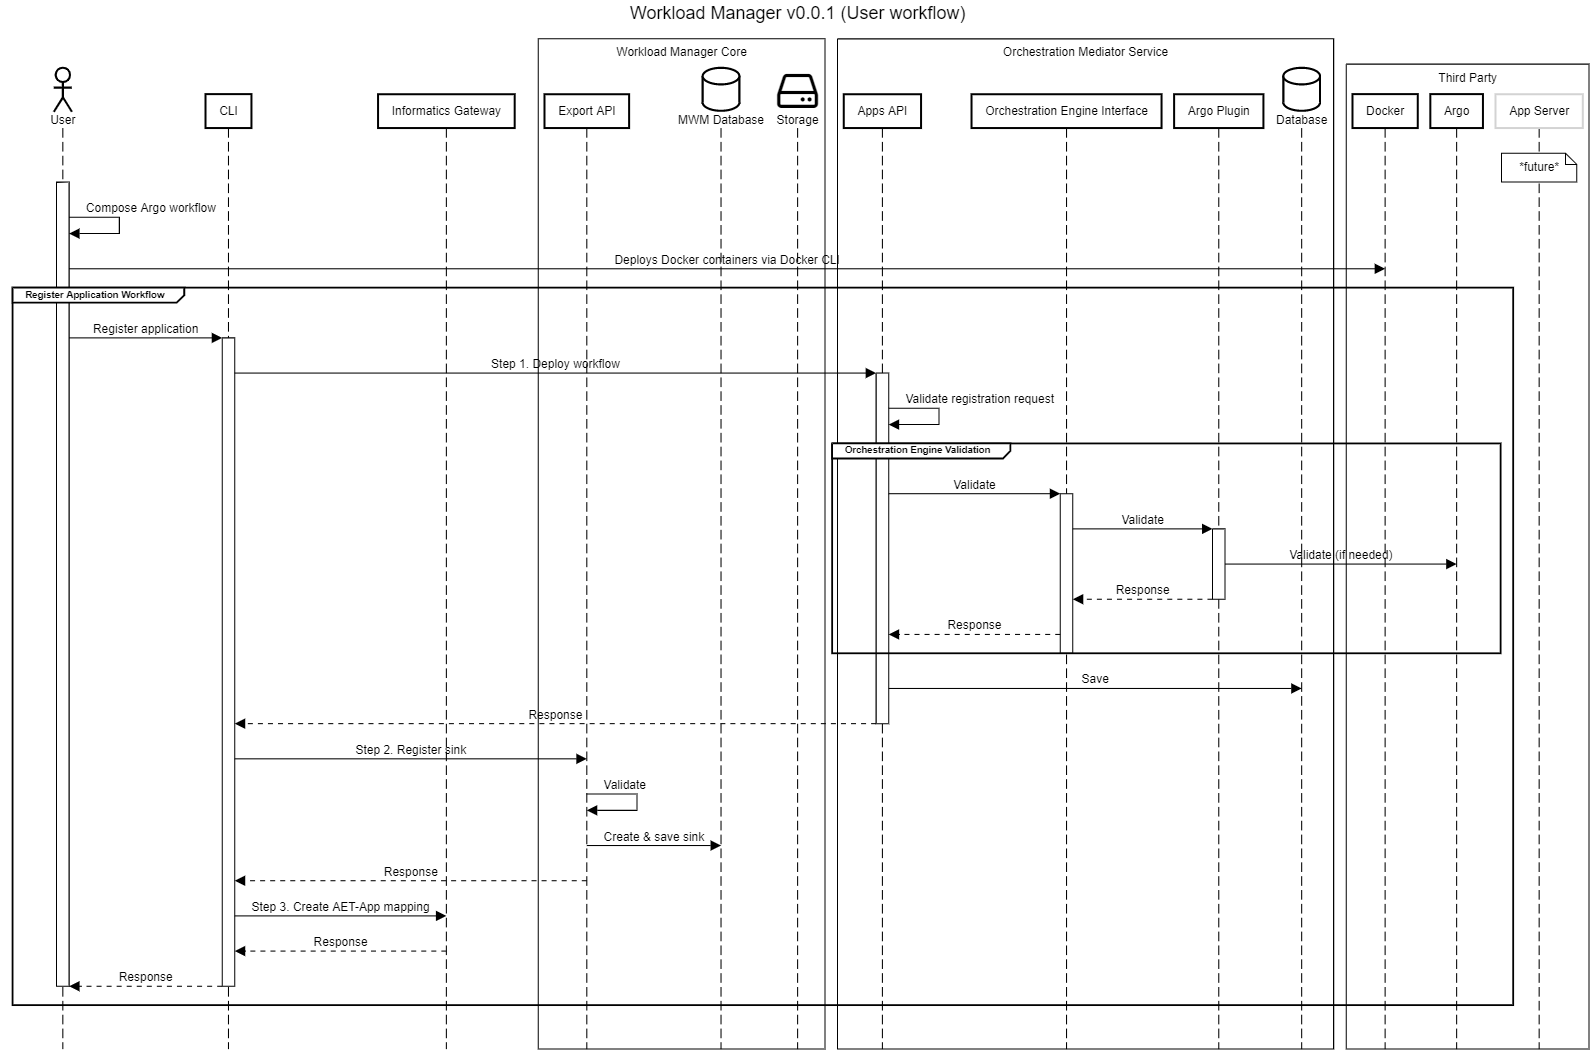 Workload Manager v0.0.1 (User workflow)
Workload Manager Core
Orchestration Mediator Service
Third Party
User
CLI
Informatics Gateway
Export API
MWM Database
Storage
Apps API
Orchestration Engine Interface
Argo Plugin
Database
Docker
Argo
App Server
*future*
Compose Argo workflow
Deploys Docker containers via Docker CLI
Register Application Workflow
Register application
Step 1. Deploy workflow
Validate registration request
Orchestration Engine Validation
Validate
Validate
Validate (if needed)
Response
Response
Save
Response
Step 2. Register sink
Validate
Create & save sink
Response
Step 3. Create AET-App mapping
Response
Response